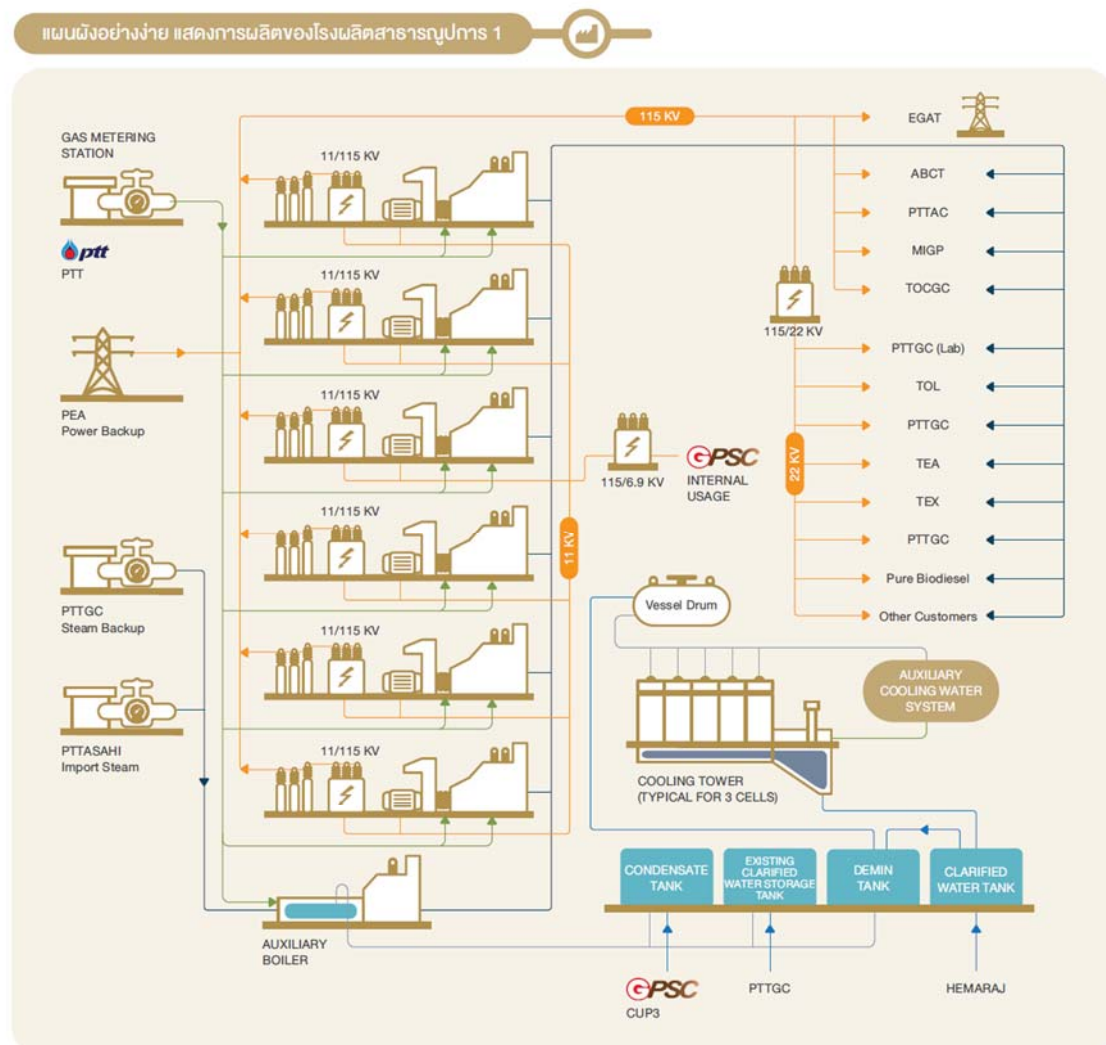 แผนผังอย่างง่าย แสดงการผลิตของโรงผลิตสาธารณูปการ 1
GAS METERING
STATION
ptt
PTT
PEA
Power Backup
PTTGC
Steam Backup
PTTASAHI
Import Steam
11/115 KV
11/115 KV
11/115 KV
11/115 KV
11/115 KV
11/115 KV
AUXILIARY
BOILER
11 KV
115 KV
115/6.9 KV
GPSC
INTERNAL
USAGE
115/22 KV
22 KV
EGAT
ABCT
PTTAC
MIGP
TOCGC
PTTGC (Lab)
TOL
PTTGC
TEA
TEX
PTTGC
Pure Biodiesel
Other Customers
Vessel Drum
AUXILIARY
COOLING WATER
SYSTEM
COOLING TOWER
(TYPICAL FOR 3 CELLS)
CONDENSATE
TANK
EXISTING
CLARIFIED
WATER STORAGE
TANK
DEMIN
TANK
CLARIFIED
WATER TANK
GPSC
CUP3
PTTGC
HEMARAJ